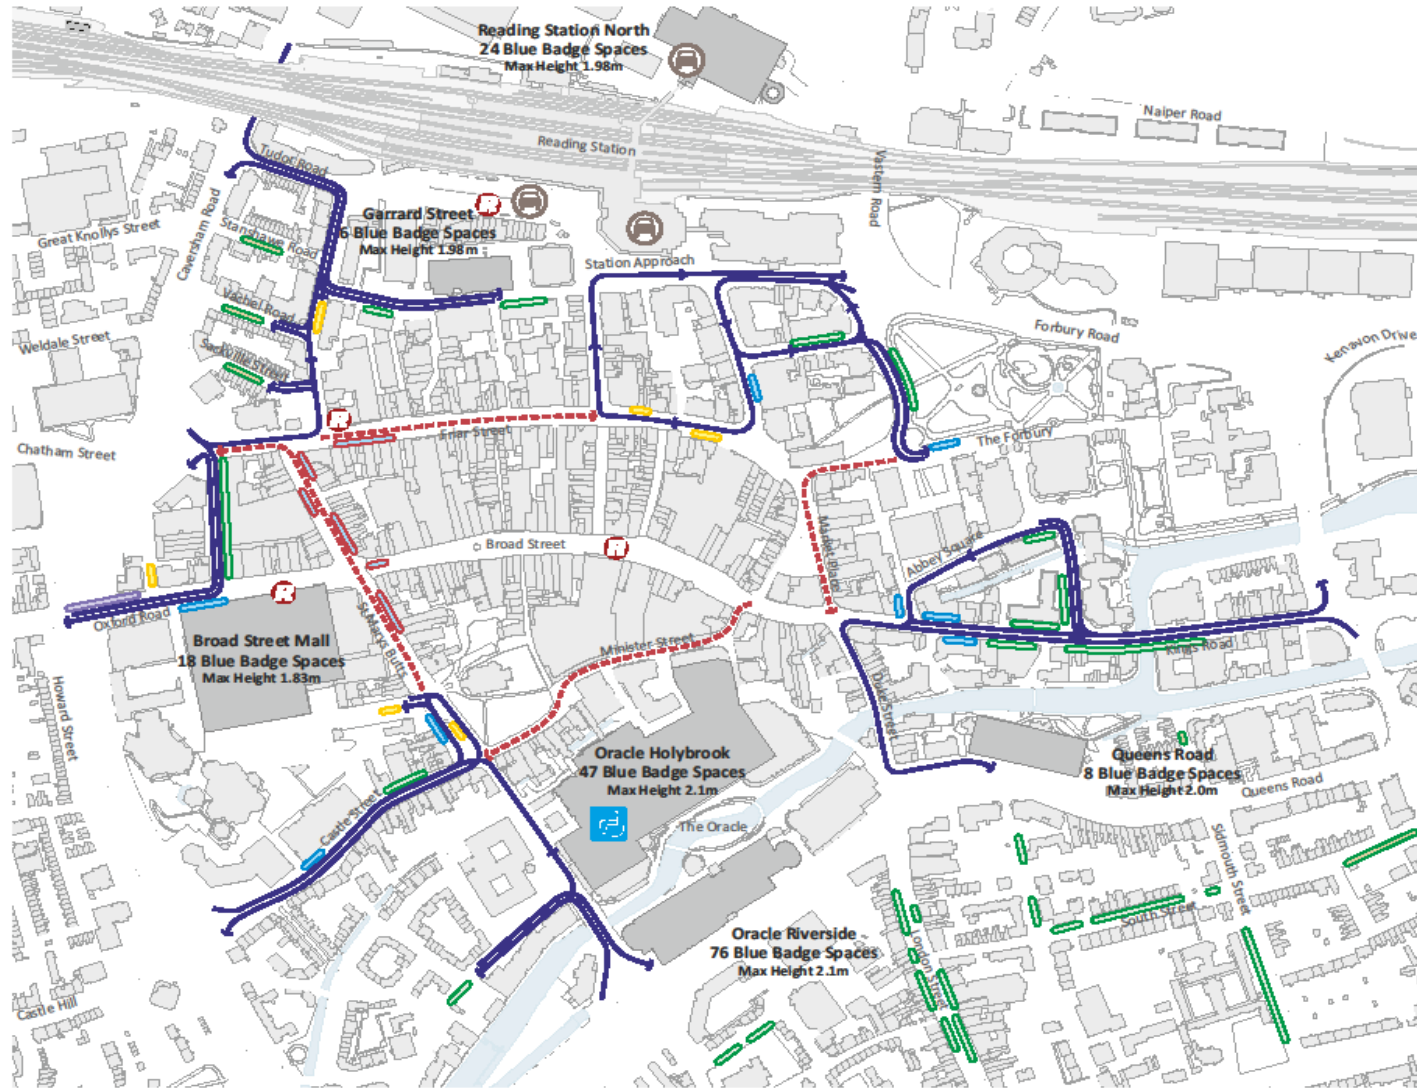 Reading Station North
24 Blue Badge Spaces
Max Height 1.98m
Naiper Road
Reading Station
Tudor Road
Vastern Road
Caversham Road
Great Knollys Street
Stanshawe Road
Garrard Street
6 Blue Badge Spaces
Max Height 1.98m
Station Approach
Vachel Road
Weldale Street
Sackville Street
Forbury Road
Kenavon Drive
Chatham Street
R
Friar Street
The Forbury
Market Place
Broad Street
R
Abbey Square
R
R
Oxford Road
St Marys Butts
Broad Street Mall
18 Blue Badge Spaces
Max Height 1.83m
Minister Street
Kings Road
Duke Street
Howard Street
Oracle Holybrook
47 Blue Badge Spaces
Max Height 2.1m
Queens Road
8 Blue Badge Spaces
Max Height 2.0m
Queens Road
Castle Street
The Oracle
Sidmouth Street
South Street
London Street
Oracle Riverside
76 Blue Badge Spaces
Max Height 2.1m
Castle Hill